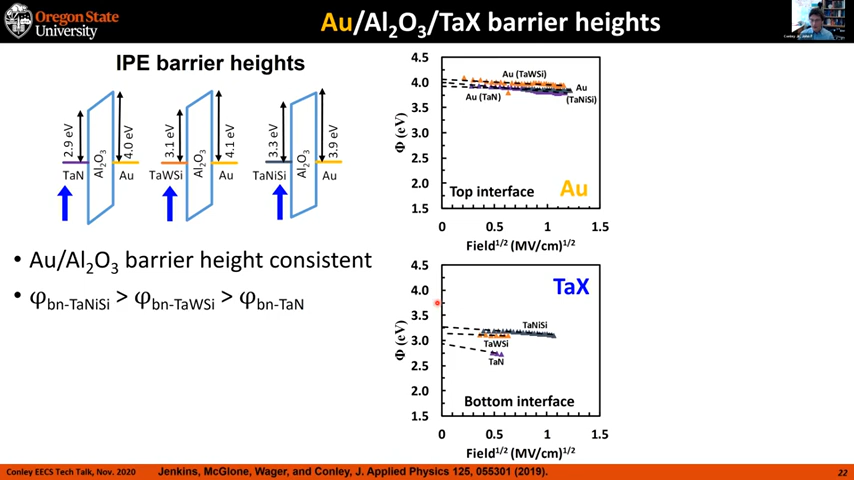 Oregon State
University
Au/Al₂O₃/TaX barrier heights
IPE barrier heights
2.9 eV
Al₂O₃
4.0 eV
TaN
Au
3.1 eV
Al₂O₃
4.1 eV
TaWSi
Au
3.3 eV
Al₂O₃
3.9 eV
TaNiSi
Au
• Au/Al₂O₃ barrier height consistent
• φbn-TaNiSi > φbn-TaWSi > φbn-TaN
4.5
4.0
3.5
3.0
2.5
2.0
1.5
Φ (eV)
Au (TaWSi)
Au (TaN)
Au
(TaNiSi)
Top interface
Au
0 0.5 1 1.5
Field¹/² (MV/cm)¹/²
4.5
4.0
3.5
3.0
2.5
2.0
1.5
Φ (eV)
TaX
TaNiSi
TaWSi
TaN
Bottom interface
0 0.5 1 1.5
Field¹/² (MV/cm)¹/²
Conley EECS Tech Talk, Nov. 2020
Jenkins, McGlone, Wager, and Conley, J. Applied Physics 125, 055301 (2019).
22